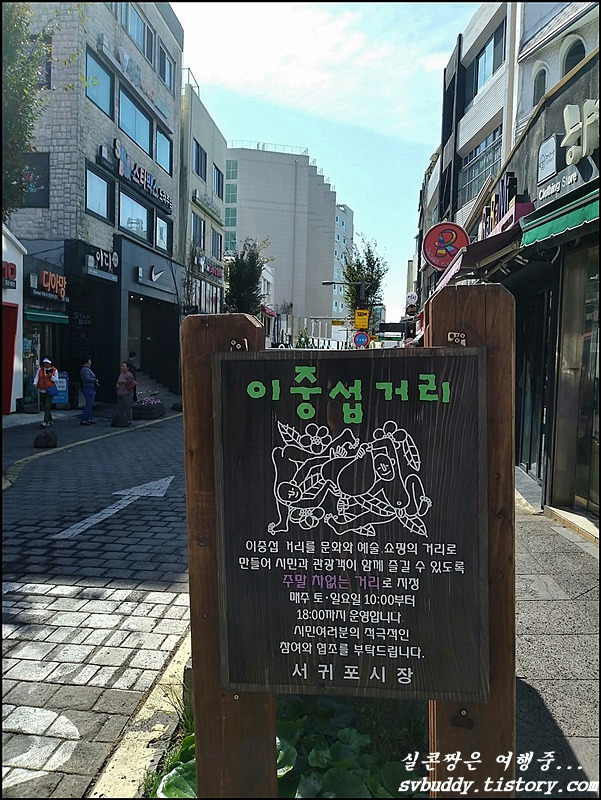 이중섭거리
이중섭 거리를 문화와 예술·쇼핑의 거리로
만들어 시민과 관광객이 함께 즐길 수 있도록
주말 차없는 거리로 지정
매주 토·일요일 10:00부터
18:00까지 운영합니다.
시민여러분의 적극적인
참여와 협조를 부탁드립니다.
서귀포시장
디아망
Clothing Store
실콘짱은 여행중...
svbuddy.tistory.com